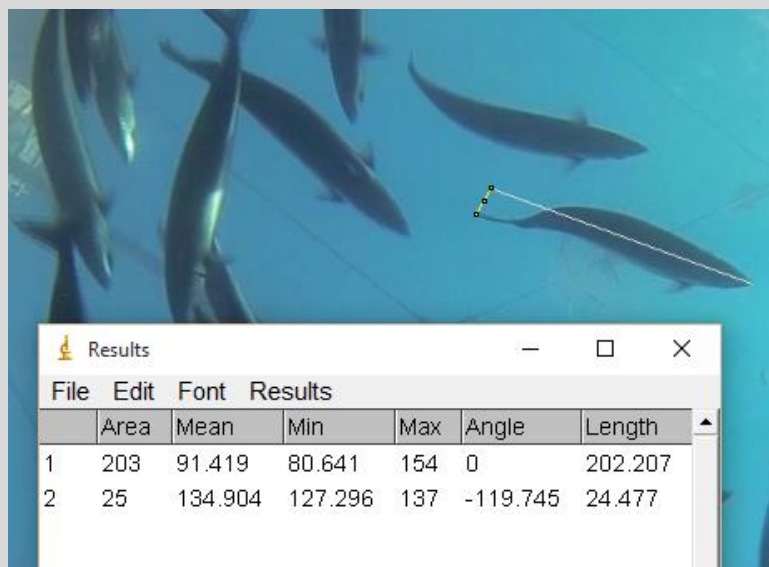 Results
File Edit Font Results
Area Mean Min Max Angle Length
1 203 91.419 80.641 154 0 202.207
2 25 134.904 127.296 137 -119.745 24.477